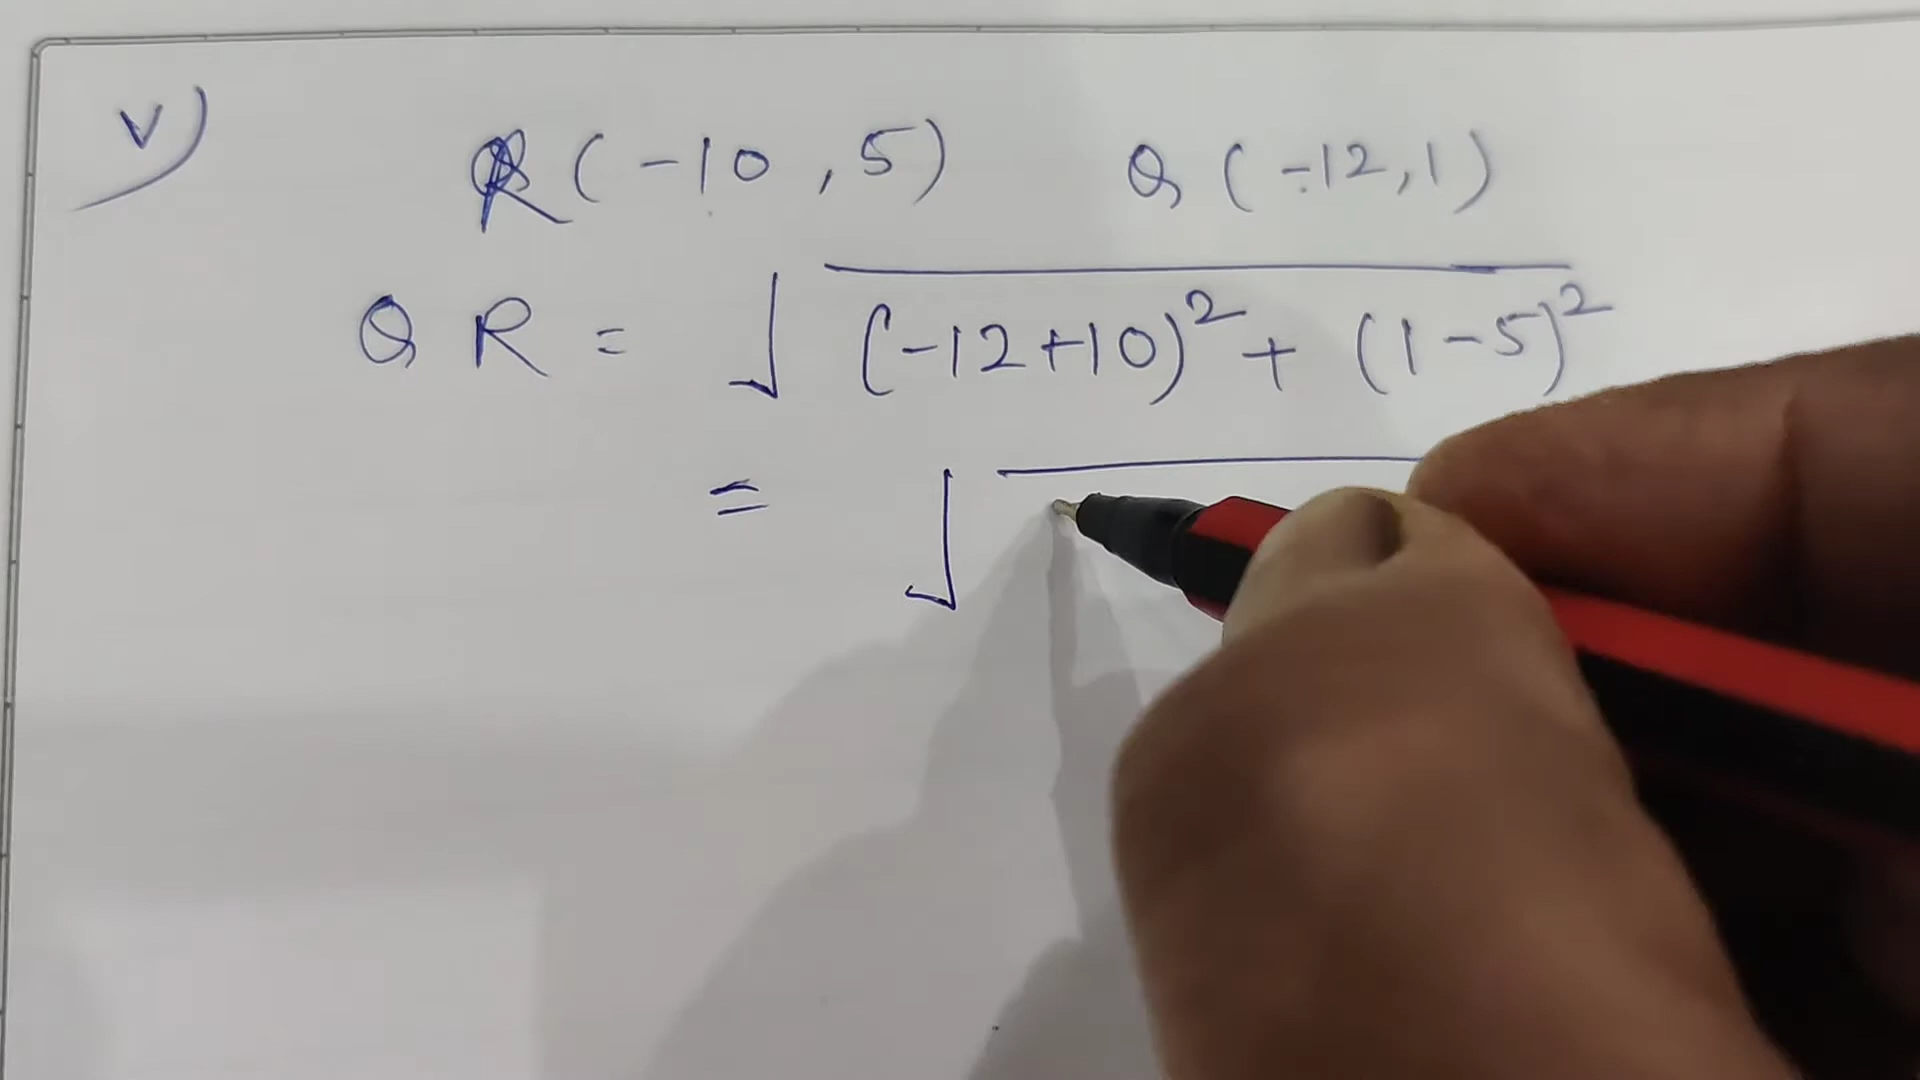 v) R(-10, 5) Q(-12, 1)
QR = √(-12+10)² + (1-5)²
= √